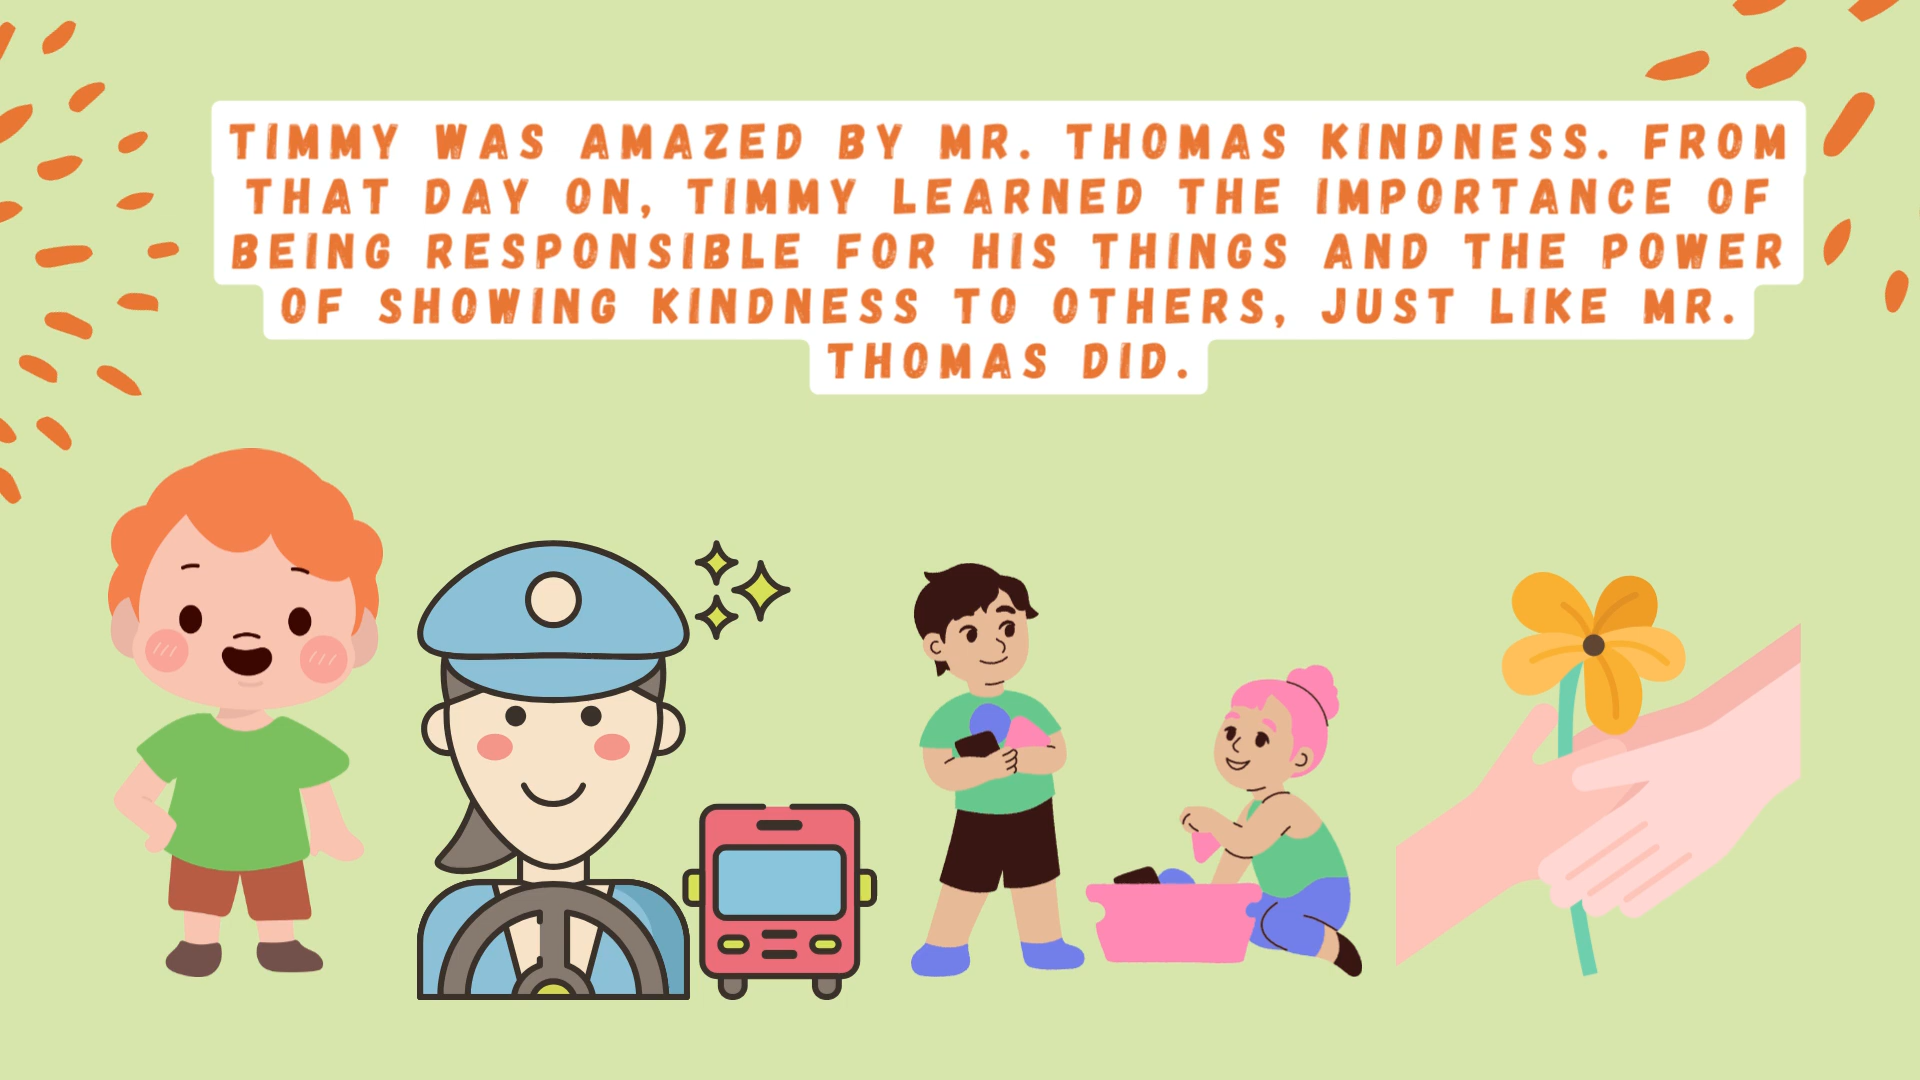 TIMMY WAS AMAZED BY MR. THOMAS KINDNESS. FROM
THAT DAY ON, TIMMY LEARNED THE IMPORTANCE OF
BEING RESPONSIBLE FOR HIS THINGS AND THE POWER
OF SHOWING KINDNESS TO OTHERS, JUST LIKE MR.
THOMAS DID.